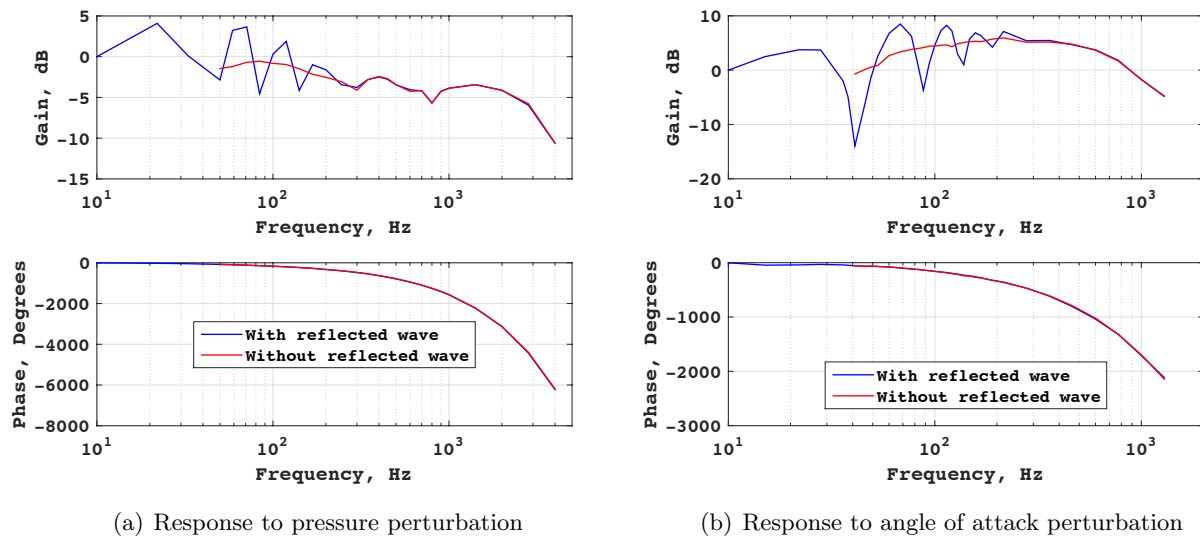 5
0
−5
−10
−15
Gain, dB
10^1
10^2
10^3
Frequency, Hz
0
−2000
−4000
−6000
−8000
Phase, Degrees
With reflected wave
Without reflected wave
10^1
10^2
10^3
Frequency, Hz
(a) Response to pressure perturbation
10
0
−10
−20
Gain, dB
10^1
10^2
10^3
Frequency, Hz
0
−1000
−2000
−3000
Phase, Degrees
With reflected wave
Without reflected wave
10^1
10^2
10^3
Frequency, Hz
(b) Response to angle of attack perturbation